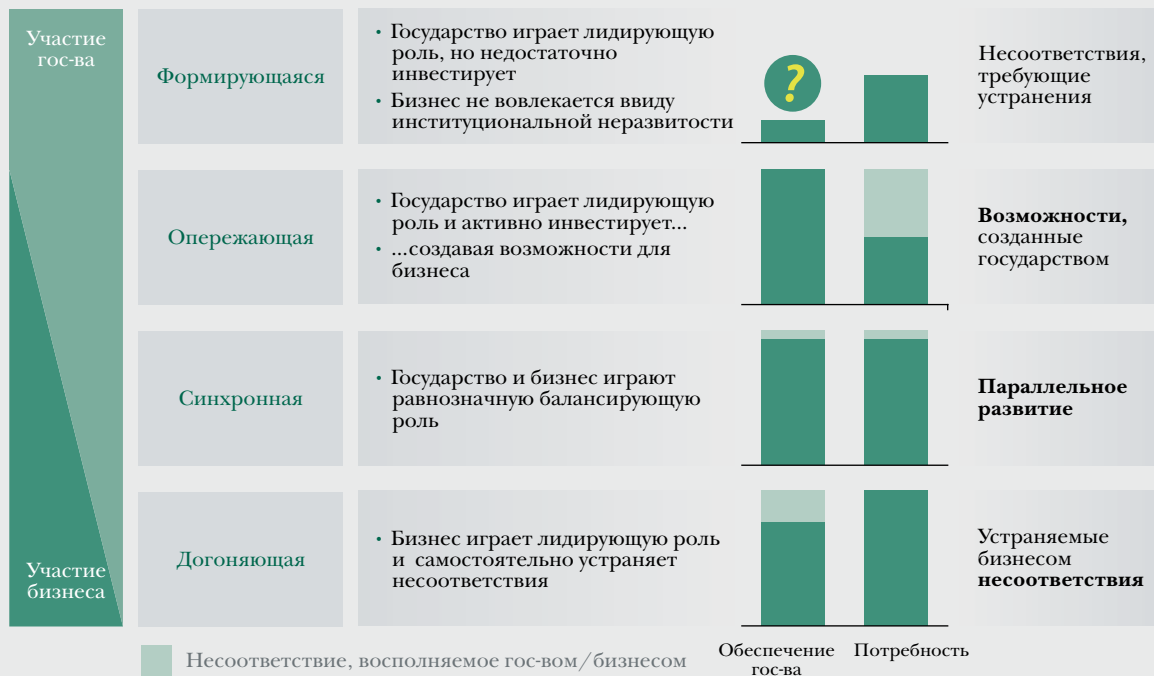 Участие
гос-ва
Формирующаяся
• Государство играет лидирующую
роль, но недостаточно
инвестирует
• Бизнес не вовлекается ввиду
институциональной неразвитости
?
Несоответствия,
требующие
устранения
Опережающая
• Государство играет лидирующую
роль и активно инвестирует...
• ...создавая возможности для
бизнеса
Возможности,
созданные
государством
Синхронная
• Государство и бизнес играют
равнозначную балансирующую
роль
Параллельное
развитие
Участие
бизнеса
Догоняющая
• Бизнес играет лидирующую роль
и самостоятельно устраняет
несоответствия
Устраняемые
бизнесом
несоответствия
Несоответствие, восполняемое гос-вом/бизнесом
Обеспечение
гос-ва
Потребность